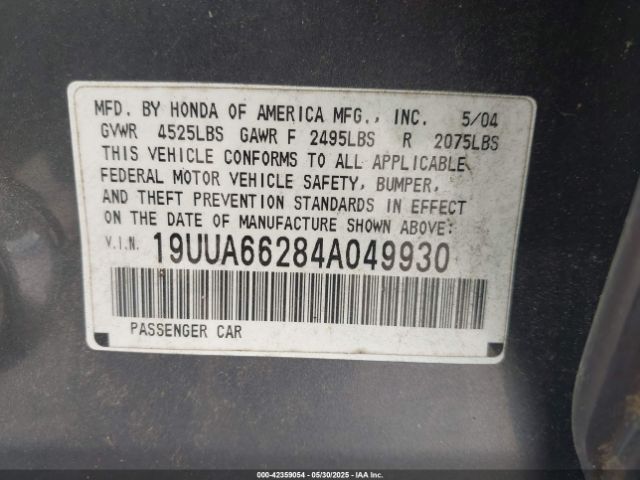 MFD. BY HONDA OF AMERICA MFG., INC. 5/04
GVWR 4525LBS GAWR F 2495LBS R 2075LBS
THIS VEHICLE CONFORMS TO ALL APPLICABLE
FEDERAL MOTOR VEHICLE SAFETY, BUMPER,
AND THEFT PREVENTION STANDARDS IN EFFECT
ON THE DATE OF MANUFACTURE SHOWN ABOVE:
V.I.N. 19UUA66284A049930
PASSENGER CAR
© COPY - 42359054 - 05/30/2025 - IAA Inc.